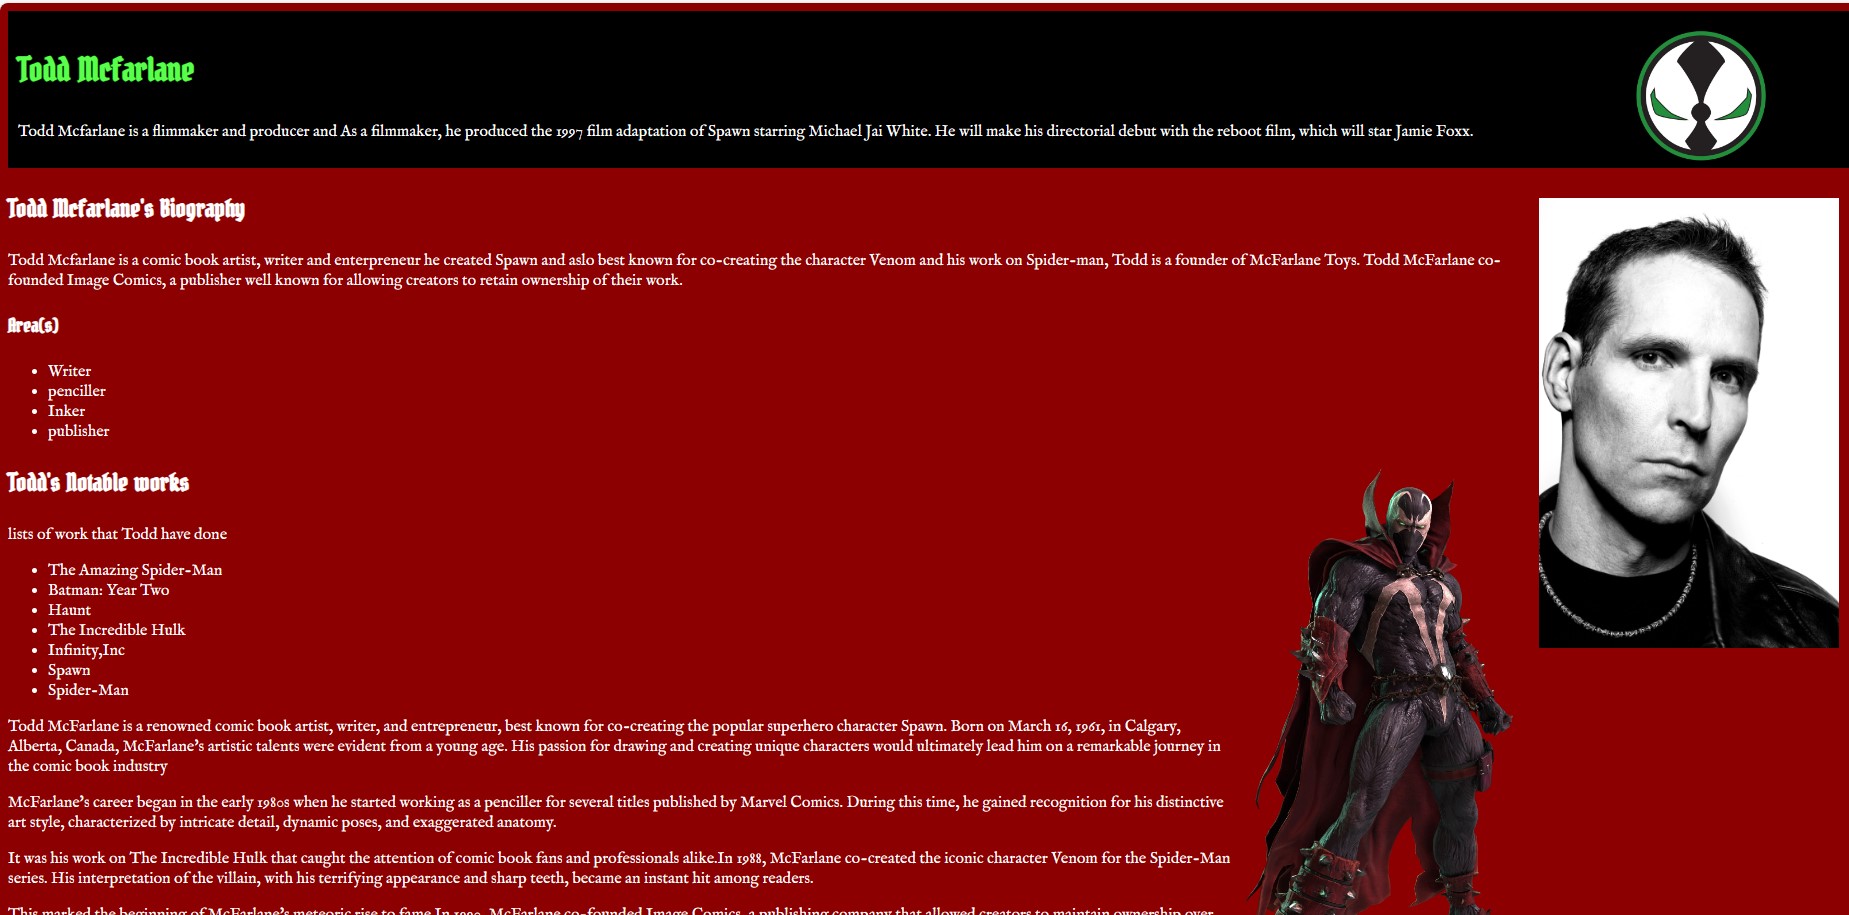 Todd Mcfarlane
Todd Mcfarlane is a flimmaker and producer and As a filmmaker, he produced the 1997 film adaptation of Spawn starring Michael Jai White. He will make his directorial debut with the reboot film, which will star Jamie Foxx.
Todd Mcfarlane's Biography
Todd Mcfarlane is a comic book artist, writer and enterpreneur he created Spawn and aslo best known for co-creating the character Venom and his work on Spider-man, Todd is a founder of McFarlane Toys. Todd McFarlane co-
founded Image Comics, a publisher well known for allowing creators to retain ownership of their work.
Area(s)
• Writer
• penciller
• Inker
• publisher
Todd's Notable works
lists of work that Todd have done
• The Amazing Spider-Man
• Batman: Year Two
• Haunt
• The Incredible Hulk
• Infinity,Inc
• Spawn
• Spider-Man
Todd McFarlane is a renowned comic book artist, writer, and entrepreneur, best known for co-creating the popular superhero character Spawn. Born on March 16, 1961, in Calgary,
Alberta, Canada, McFarlane's artistic talents were evident from a young age. His passion for drawing and creating unique characters would ultimately lead him on a remarkable journey in
the comic book industry
McFarlane's career began in the early 1980s when he started working as a penciller for several titles published by Marvel Comics. During this time, he gained recognition for his distinctive
art style, characterized by intricate detail, dynamic poses, and exaggerated anatomy.
It was his work on The Incredible Hulk that caught the attention of comic book fans and professionals alike.In 1988, McFarlane co-created the iconic character Venom for the Spider-Man
series. His interpretation of the villain, with his terrifying appearance and sharp teeth, became an instant hit among readers.
This marked the beginning of McFarlane's meteoric rise to fame.In 1990, McFarlane co-founded Image Comics, a publishing company that allowed creators to maintain ownership over